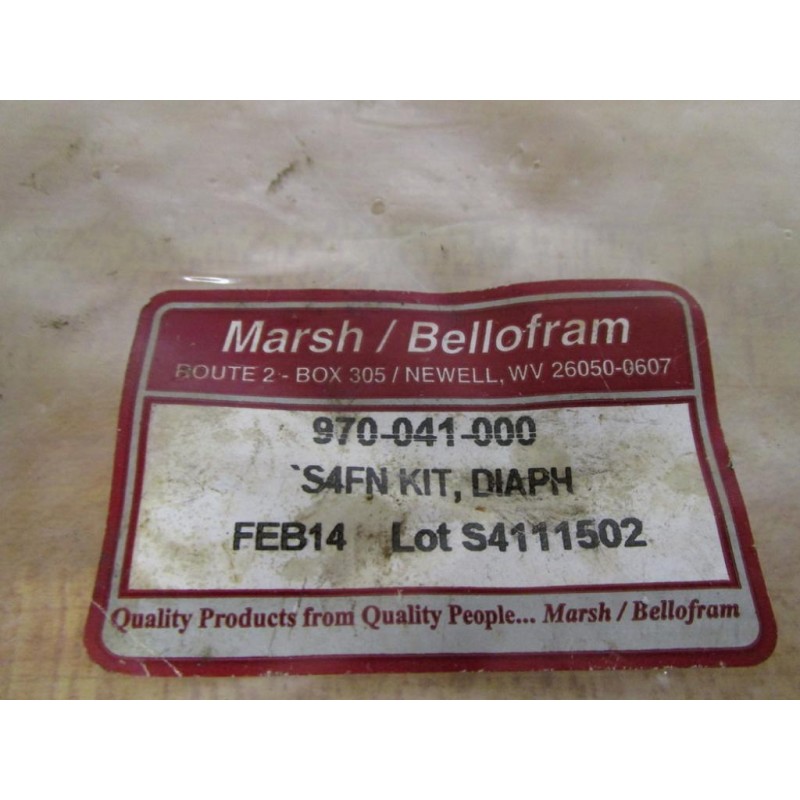 Marsh / Bellofram
ROUTE 2 - BOX 305 / NEWELL, WV 26050-0607
970-041-000
`S4FN KIT, DIAPH
FEB14 Lot S4111502
Quality Products from Quality People... Marsh / Bellofram